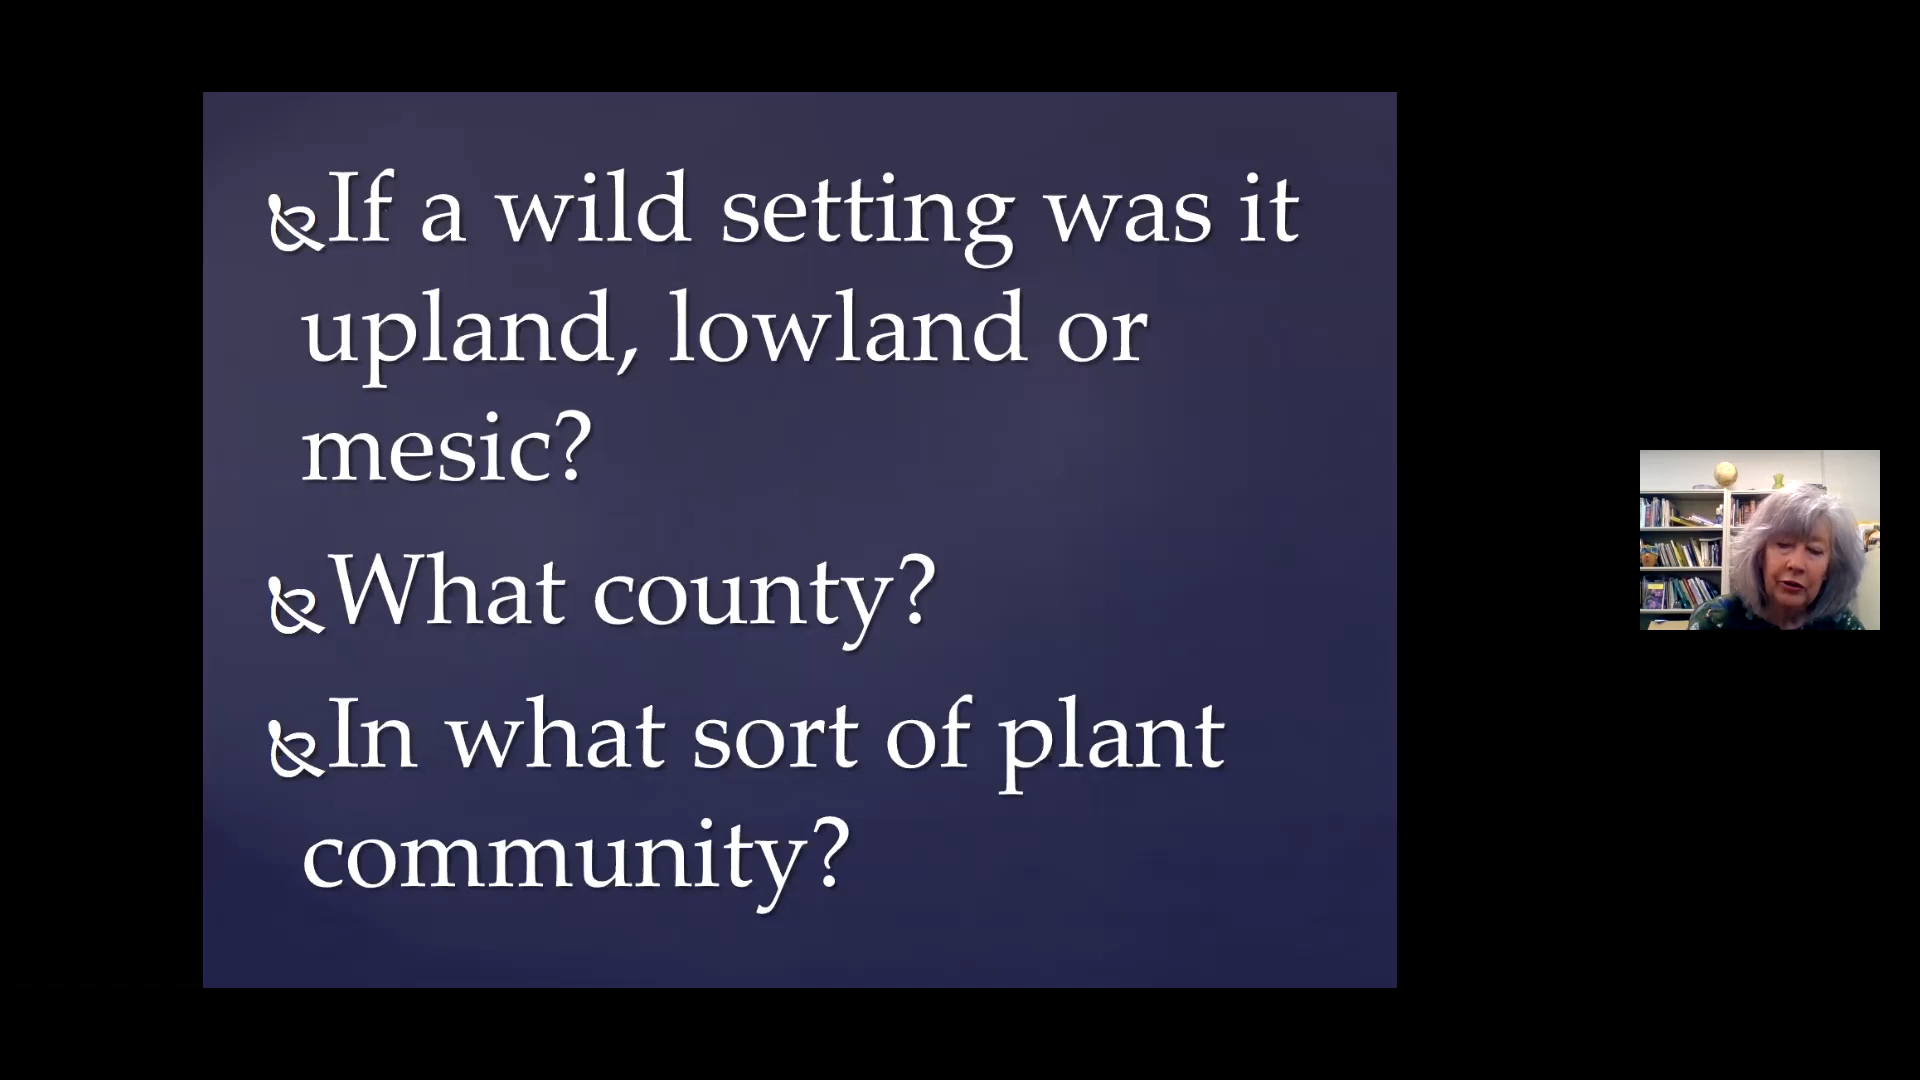 If a wild setting was it
upland, lowland or
mesic?
What county?
In what sort of plant
community?